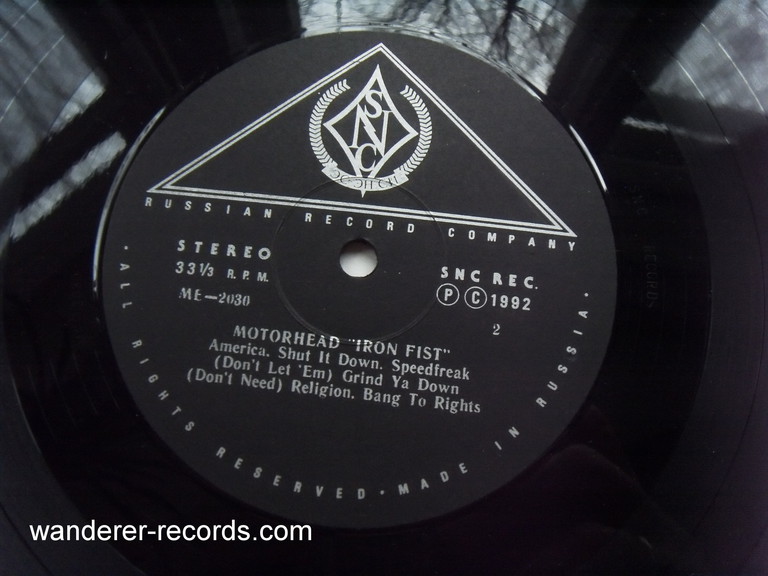 SNC
RUSSIAN RECORD COMPANY
STEREO
33⅓ R.P.M.
ME—2030
SNC REC.
Ⓟ Ⓒ 1992
2
MOTORHEAD "IRON FIST"
America. Shut It Down. Speedfreak
(Don't Let 'Em) Grind Ya Down
(Don't Need) Religion. Bang To Rights
· ALL RIGHTS RESERVED · MADE IN RUSSIA ·
wanderer-records.com